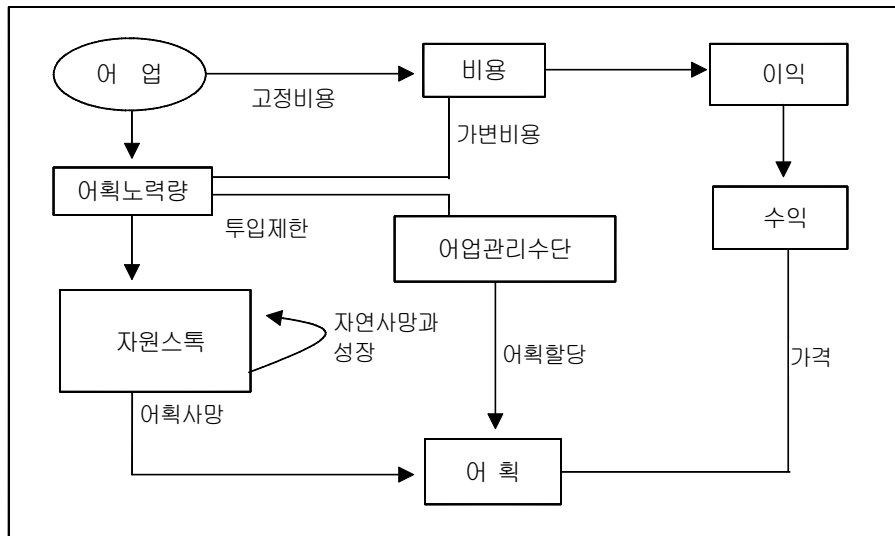 어 업
비용
이익
고정비용
가변비용
어획노력량
수익
투입제한
어업관리수단
자원스톡
자연사망과
성장
어획할당
가격
어획사망
어 획